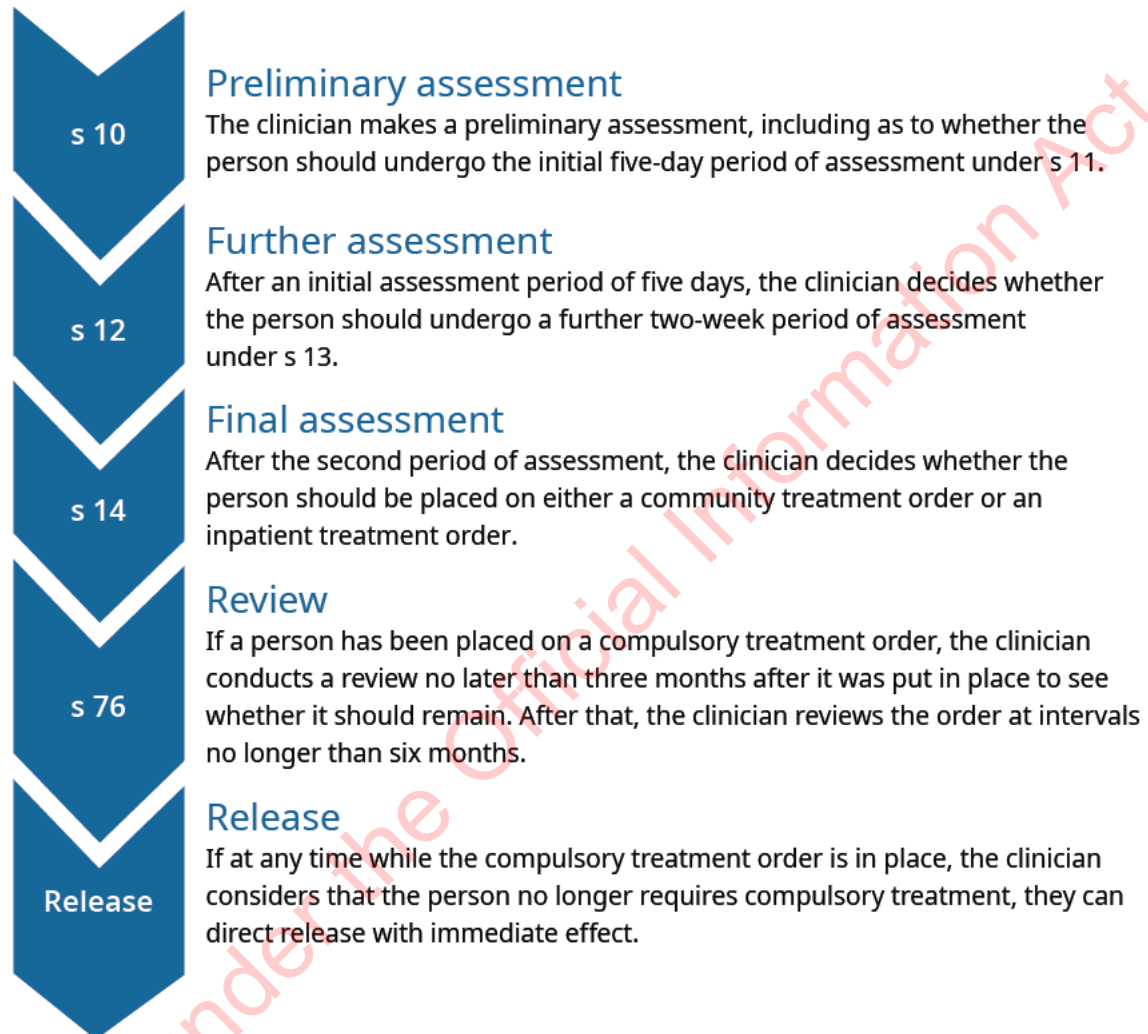 s 10
Preliminary assessment
The clinician makes a preliminary assessment, including as to whether the
person should undergo the initial five-day period of assessment under s 11.
s 12
Further assessment
After an initial assessment period of five days, the clinician decides whether
the person should undergo a further two-week period of assessment
under s 13.
s 14
Final assessment
After the second period of assessment, the clinician decides whether the
person should be placed on either a community treatment order or an
inpatient treatment order.
s 76
Review
If a person has been placed on a compulsory treatment order, the clinician
conducts a review no later than three months after it was put in place to see
whether it should remain. After that, the clinician reviews the order at intervals
no longer than six months.
Release
Release
If at any time while the compulsory treatment order is in place, the clinician
considers that the person no longer requires compulsory treatment, they can
direct release with immediate effect.
the Official Information Act